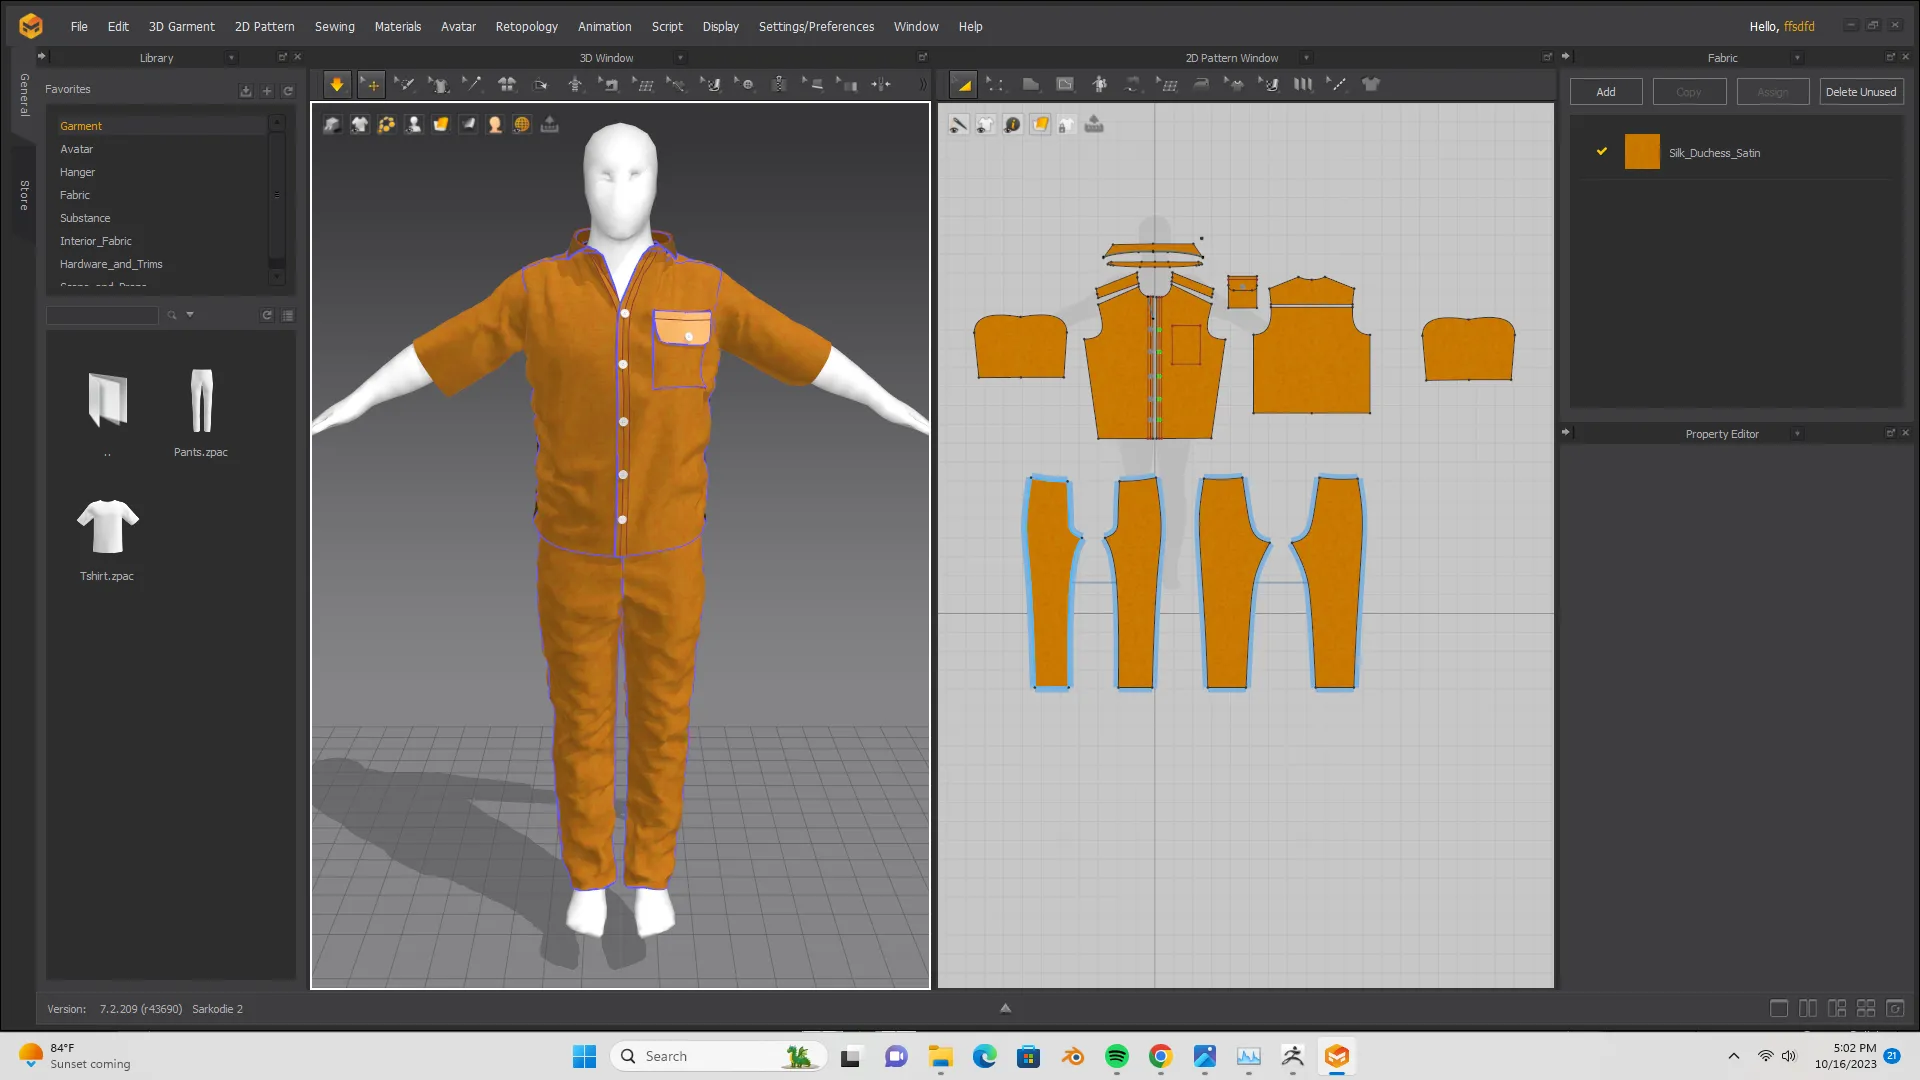 File Edit 3D Garment 2D Pattern Sewing Materials Avatar Retopology Animation Script Display Settings/Preferences Window Help
Hello, ffsdfd
Library
3D Window
2D Pattern Window
Fabric
General
Store
Favorites
Garment
Avatar
Hanger
Fabric
Substance
Interior_Fabric
Hardware_and_Trims
..
Pants.zpac
Tshirt.zpac
Add
Copy
Assign
Delete Unused
Silk_Duchess_Satin
Property Editor
Version: 7.2.209 (r43690) Sarkodie 2
84°F
Sunset coming
Search
5:02 PM
10/16/2023
21